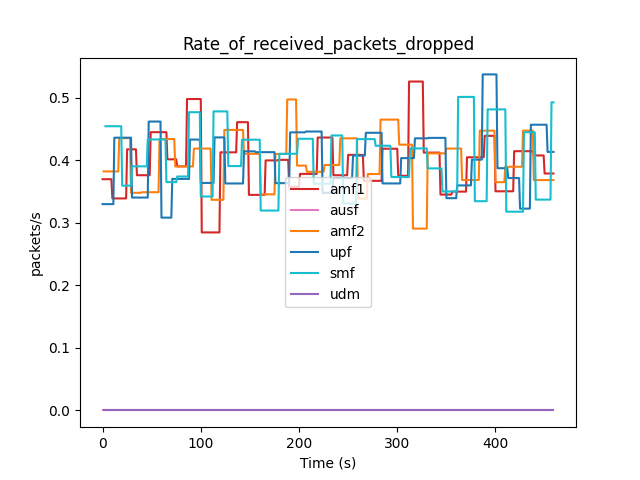 Rate_of_received_packets_dropped
packets/s
0.5
0.4
0.3
0.2
0.1
0.0
amf1
ausf
amf2
upf
smf
udm
0 100 200 300 400
Time (s)